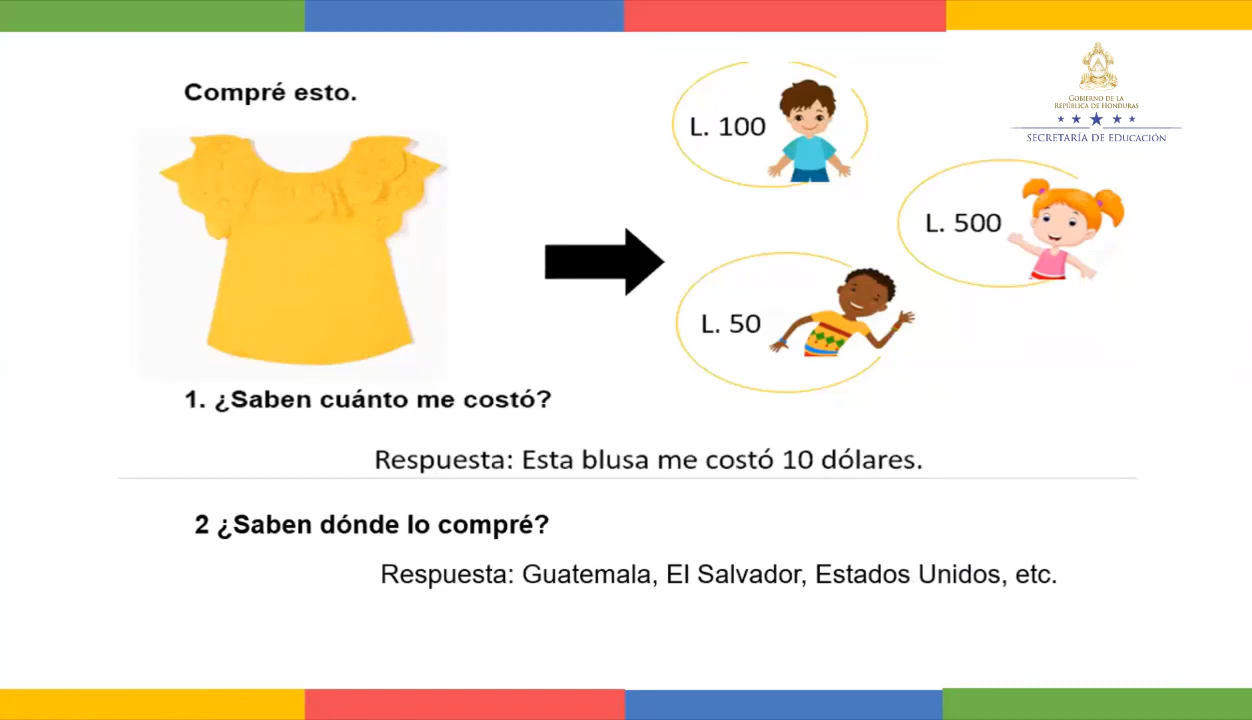 Compré esto.
L. 100
GOBIERNO DE LA
REPÚBLICA DE HONDURAS
SECRETARÍA DE EDUCACIÓN
L. 500
L. 50
1. ¿Saben cuánto me costó?
Respuesta: Esta blusa me costó 10 dólares.
2 ¿Saben dónde lo compré?
Respuesta: Guatemala, El Salvador, Estados Unidos, etc.